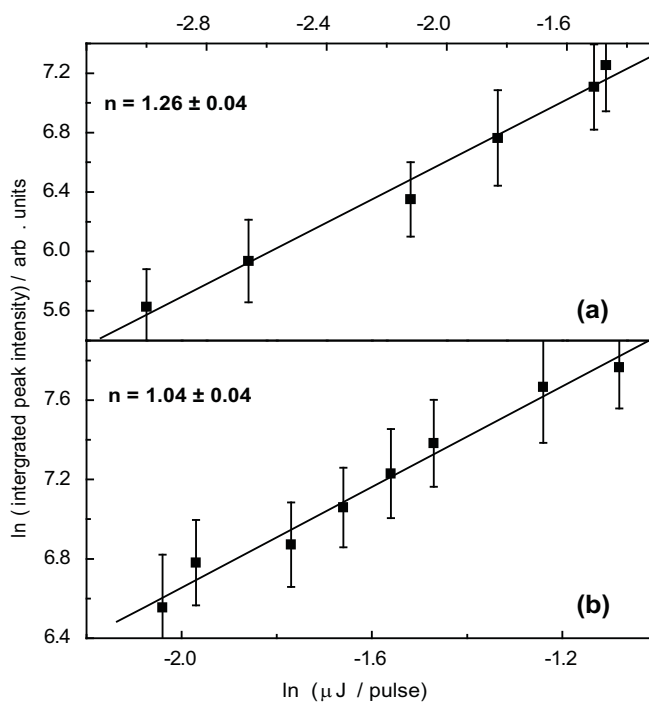 -2.8 -2.4 -2.0 -1.6
7.2
n = 1.26 ± 0.04
6.8
6.4
6.0
5.6
(a)
ln ( intergrated peak intensity) / arb . units
7.6
n = 1.04 ± 0.04
7.2
6.8
(b)
6.4
-2.0 -1.6 -1.2
ln (μJ / pulse)